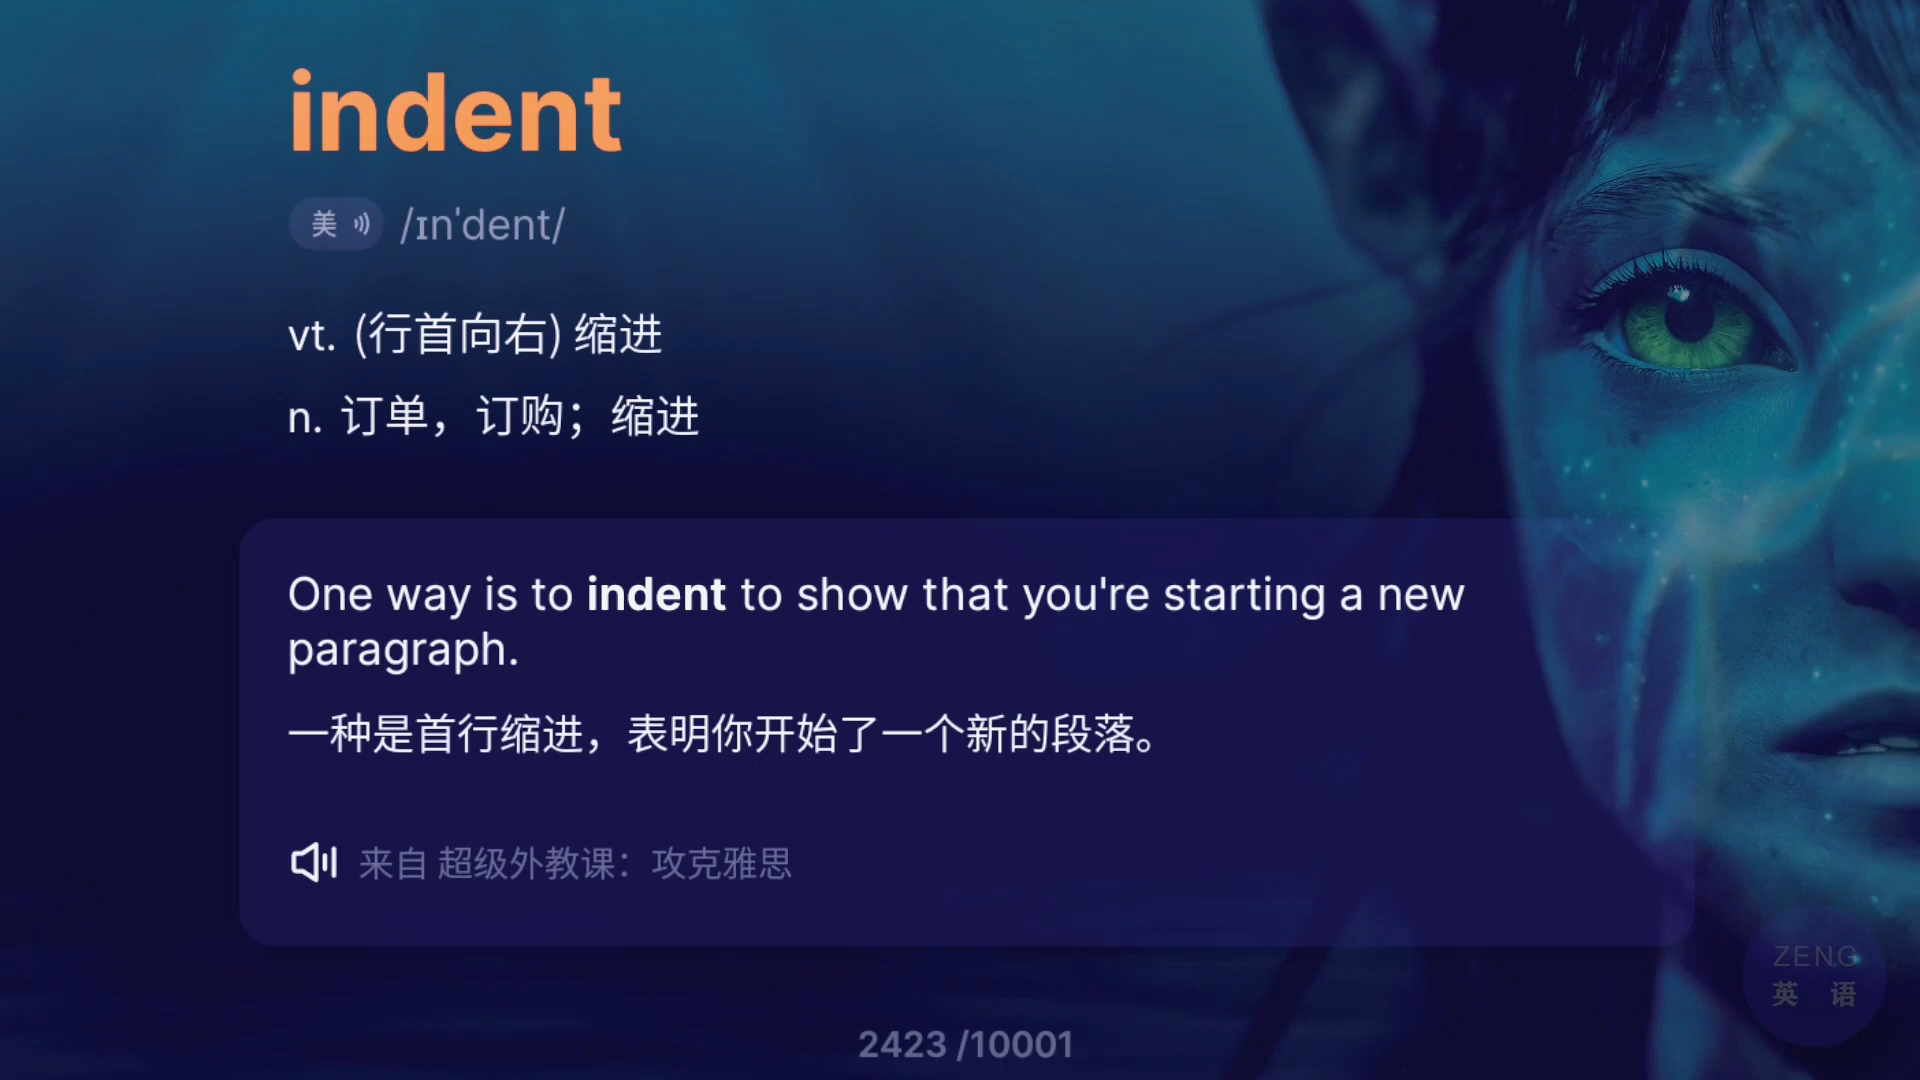 indent
美 /ɪnˈdent/
vt. (行首向右) 缩进
n. 订单，订购；缩进
One way is to indent to show that you're starting a new
paragraph.
一种是首行缩进，表明你开始了一个新的段落。
来自 超级外教课：攻克雅思
ZENG
英 语
2423 /10001